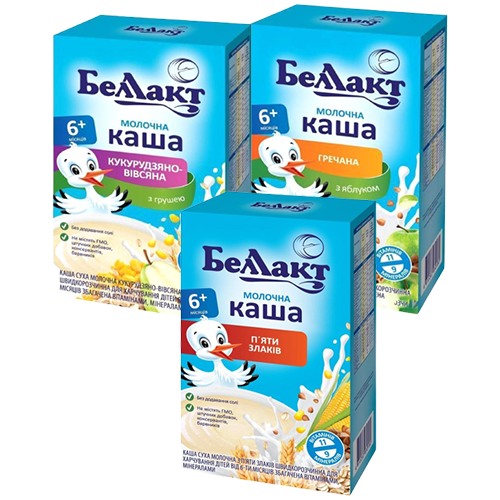 БеЛЛакт
6+
місяців
МОЛОЧНА
каша
КУКУРУДЗЯНО-
ВІВСЯНА
з грушею
Без додавання солі
Не містить ГМО,
штучних добавок,
консервантів,
барвників
КАША СУХА МОЛОЧНА КУКУРУДЗЯНО-ВІВСЯНА
ШВИДКОРОЗЧИННА ДЛЯ ХАРЧУВАННЯ ДІТЕЙ
МІСЯЦІВ ЗБАГАЧЕНА ВІТАМІНАМИ, МІНЕРАЛАМИ
БеЛЛакт
6+
місяців
МОЛОЧНА
каша
ГРЕЧАНА
з яблуком
ВІТАМІНІВ
11
9
МІНЕРАЛІВ
БеЛЛакт
6+
місяців
МОЛОЧНА
каша
П'ЯТИ
ЗЛАКІВ
Без додавання солі
Не містить ГМО,
штучних добавок,
консервантів,
барвників
ВІТАМІНІВ
11
9
МІНЕРАЛІВ
КАША СУХА МОЛОЧНА З П'ЯТИ ЗЛАКІВ ШВИДКОРОЗЧИННА ДЛЯ
ХАРЧУВАННЯ ДІТЕЙ ВІД 6-ТИ МІСЯЦІВ ЗБАГАЧЕНА ВІТАМІНАМИ,
МІНЕРАЛАМИ